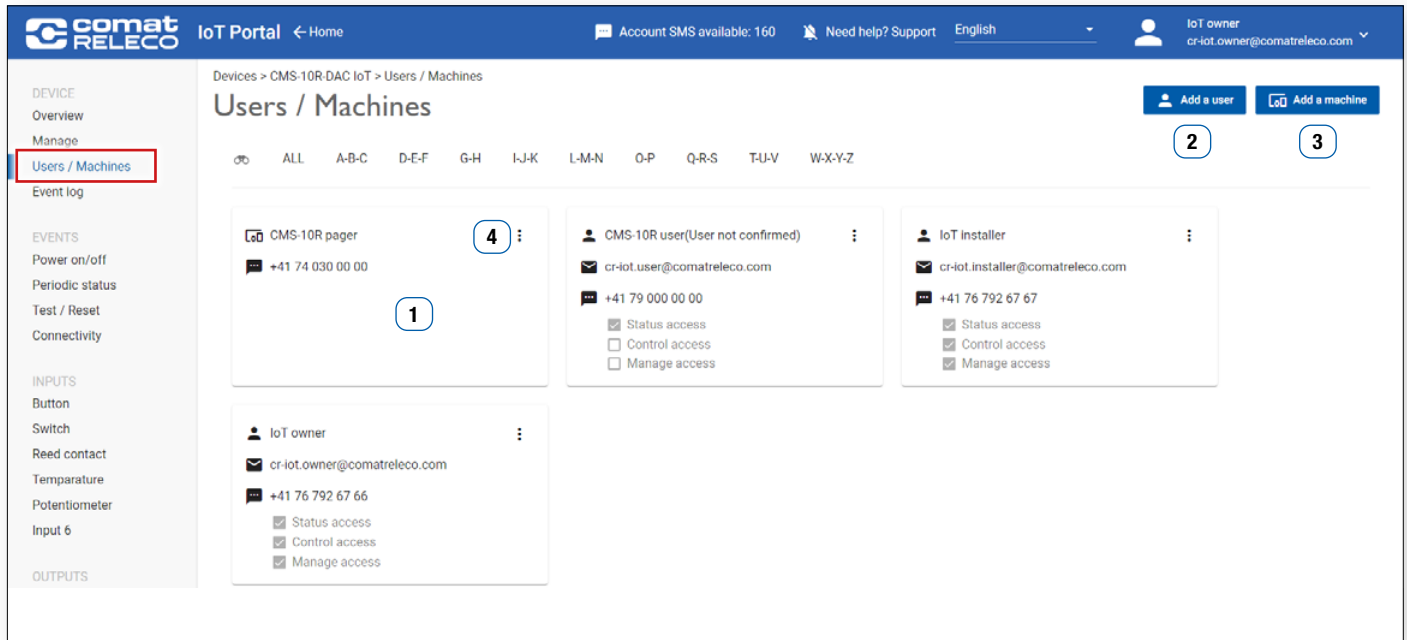 comat RELECO
IoT Portal ← Home
Account SMS available: 160
Need help? Support
English
IoT owner
cr-iot.owner@comatreleco.com
DEVICE
Overview
Manage
Users / Machines
Event log
EVENTS
Power on/off
Periodic status
Test / Reset
Connectivity
INPUTS
Button
Switch
Reed contact
Temparature
Potentiometer
Input 6
OUTPUTS
Devices > CMS-10R-DAC IoT > Users / Machines
Users / Machines
Add a user
Add a machine
2
3
ALL A-B-C D-E-F G-H I-J-K L-M-N O-P Q-R-S T-U-V W-X-Y-Z
CMS-10R pager
4
+41 74 030 00 00
1
CMS-10R user(User not confirmed)
cr-iot.user@comatreleco.com
+41 79 000 00 00
Status access
Control access
Manage access
IoT installer
cr-iot.installer@comatreleco.com
+41 76 792 67 67
Status access
Control access
Manage access
IoT owner
cr-iot.owner@comatreleco.com
+41 76 792 67 66
Status access
Control access
Manage access